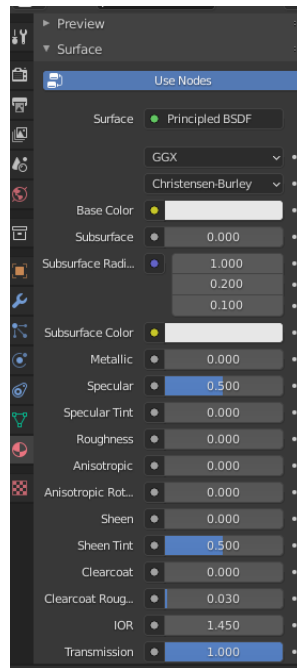 Preview
Surface
Use Nodes
Surface Principled BSDF
GGX
Christensen-Burley
Base Color
Subsurface 0.000
Subsurface Radi... 1.000
0.200
0.100
Subsurface Color
Metallic 0.000
Specular 0.500
Specular Tint 0.000
Roughness 0.000
Anisotropic 0.000
Anisotropic Rot... 0.000
Sheen 0.000
Sheen Tint 0.500
Clearcoat 0.000
Clearcoat Roug... 0.030
IOR 1.450
Transmission 1.000